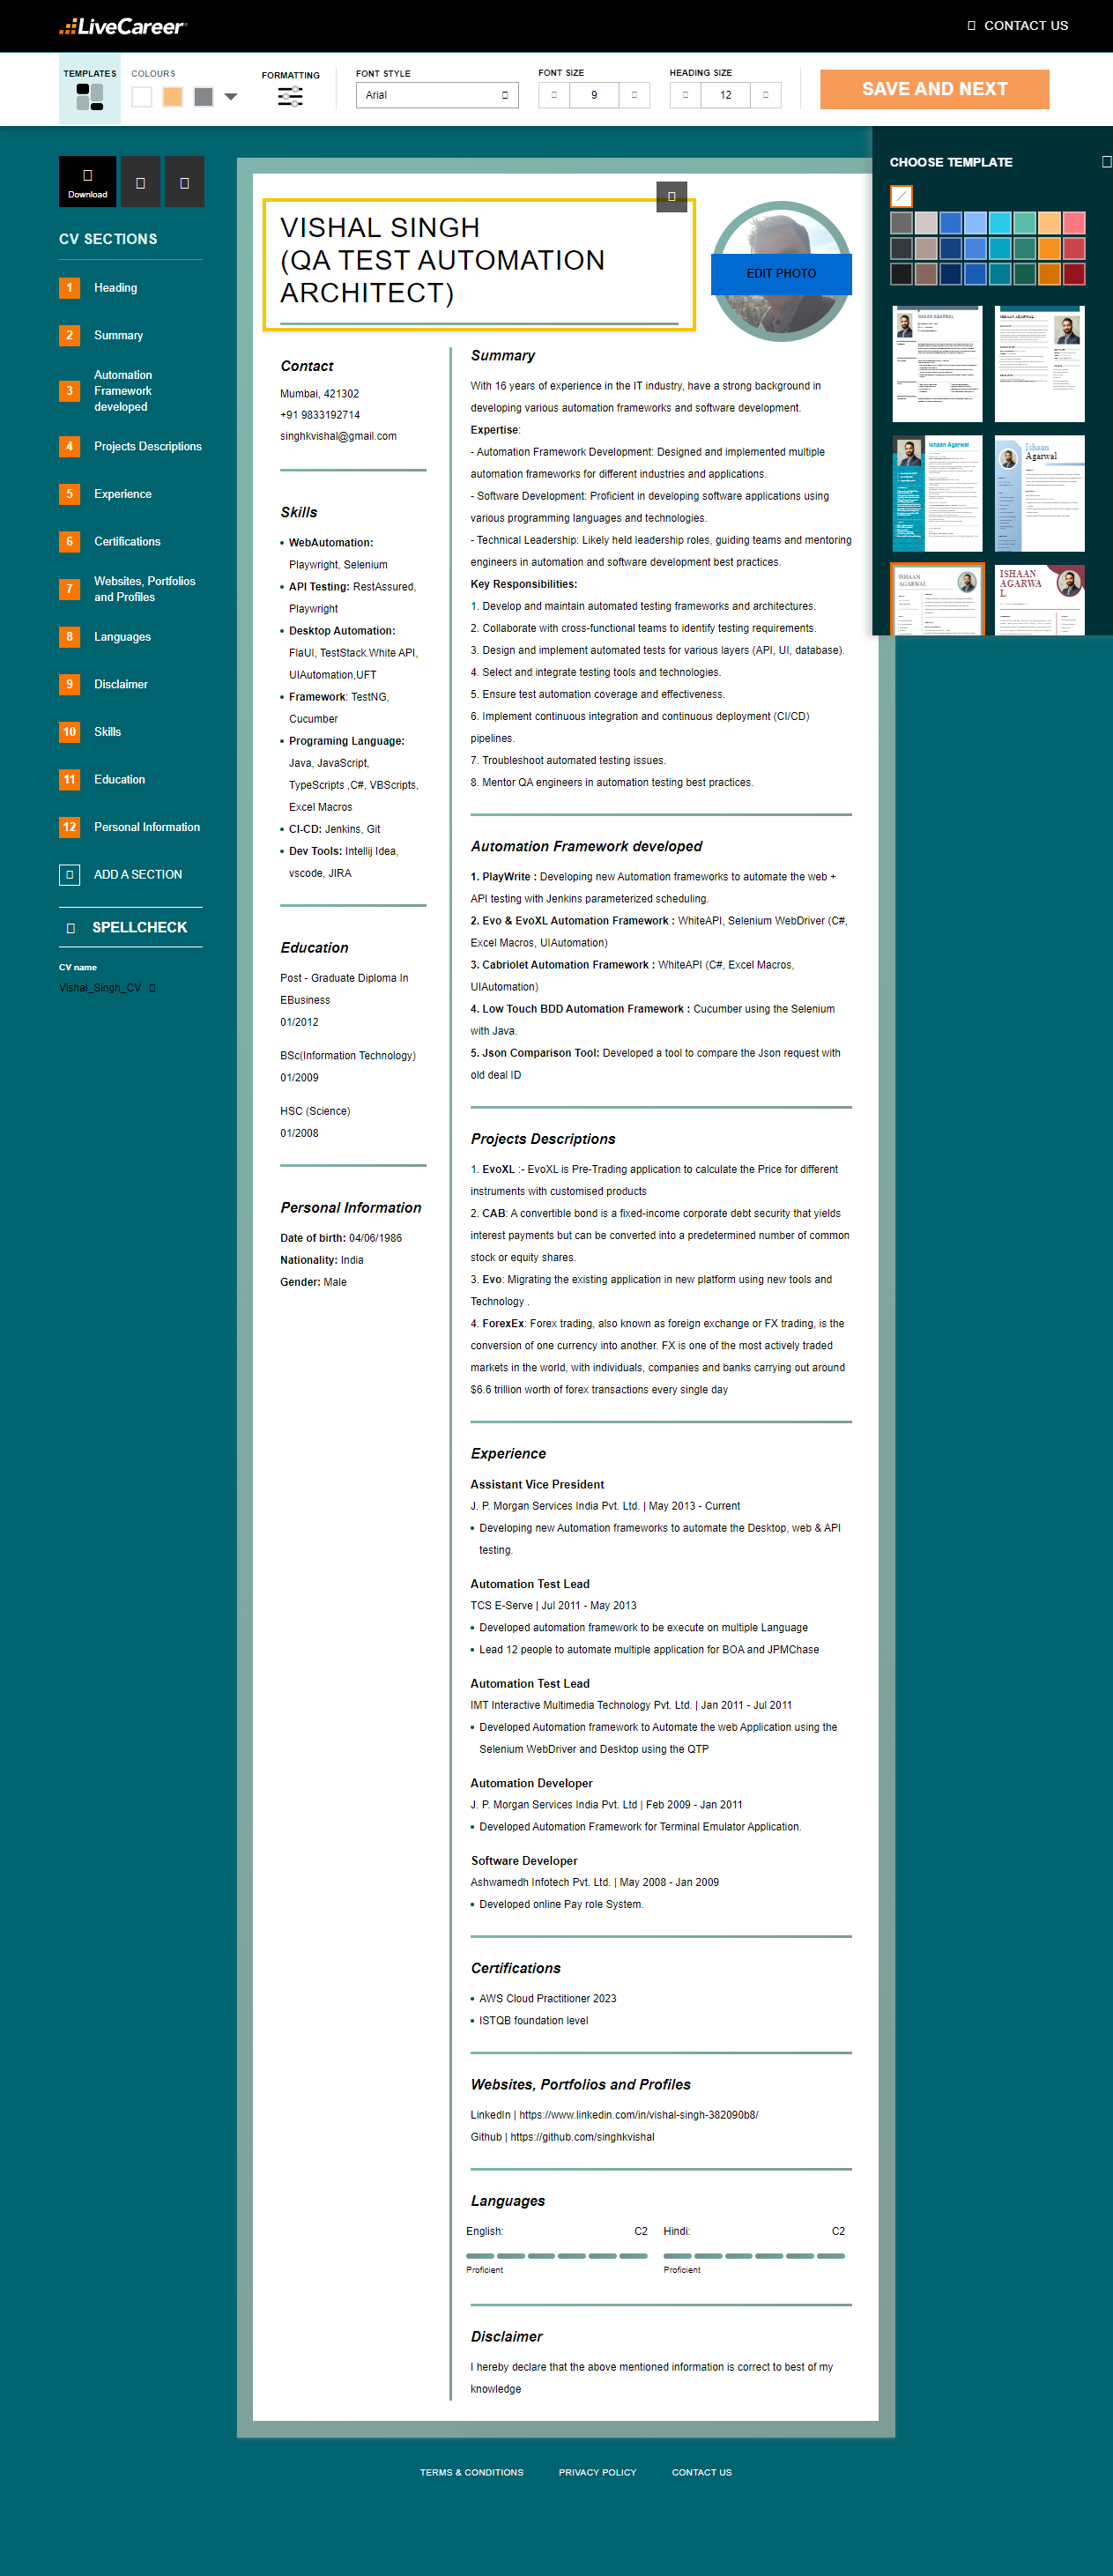 LiveCareer
CONTACT US
TEMPLATES
COLOURS
FORMATTING
FONT STYLE
Arial
FONT SIZE
9
HEADING SIZE
12
SAVE AND NEXT
Download
CV SECTIONS
1 Heading
2 Summary
3 Automation
Framework
developed
4 Projects Descriptions
5 Experience
6 Certifications
7 Websites, Portfolios
and Profiles
8 Languages
9 Disclaimer
10 Skills
11 Education
12 Personal Information
ADD A SECTION
SPELLCHECK
CV name
Vishal_Singh_CV
VISHAL SINGH
(QA TEST AUTOMATION
ARCHITECT)
EDIT PHOTO
Contact
Mumbai, 421302
+91 9833192714
singhkvishal@gmail.com
Skills
• WebAutomation:
Playwright, Selenium
• API Testing: RestAssured,
Playwright
• Desktop Automation:
FlaUI, TestStack.White API,
UIAutomation,UFT
• Framework: TestNG,
Cucumber
• Programing Language:
Java, JavaScript,
TypeScripts ,C#, VBScripts,
Excel Macros
• CI-CD: Jenkins, Git
• Dev Tools: Intellij Idea,
vscode, JIRA
Education
Post - Graduate Diploma In
EBusiness
01/2012
BSc(Information Technology)
01/2009
HSC (Science)
01/2008
Personal Information
Date of birth: 04/06/1986
Nationality: India
Gender: Male
Summary
With 16 years of experience in the IT industry, have a strong background in
developing various automation frameworks and software development.
Expertise:
- Automation Framework Development: Designed and implemented multiple
automation frameworks for different industries and applications.
- Software Development: Proficient in developing software applications using
various programming languages and technologies.
- Technical Leadership: Likely held leadership roles, guiding teams and mentoring
engineers in automation and software development best practices.
Key Responsibilities:
1. Develop and maintain automated testing frameworks and architectures.
2. Collaborate with cross-functional teams to identify testing requirements.
3. Design and implement automated tests for various layers (API, UI, database).
4. Select and integrate testing tools and technologies.
5. Ensure test automation coverage and effectiveness.
6. Implement continuous integration and continuous deployment (CI/CD)
pipelines.
7. Troubleshoot automated testing issues.
8. Mentor QA engineers in automation testing best practices.
Automation Framework developed
1. PlayWrite : Developing new Automation frameworks to automate the web +
API testing with Jenkins parameterized scheduling.
2. Evo & EvoXL Automation Framework : WhiteAPI, Selenium WebDriver (C#,
Excel Macros, UIAutomation)
3. Cabriolet Automation Framework : WhiteAPI (C#, Excel Macros,
UIAutomation)
4. Low Touch BDD Automation Framework : Cucumber using the Selenium
with Java.
5. Json Comparison Tool: Developed a tool to compare the Json request with
old deal ID
Projects Descriptions
1. EvoXL :- EvoXL is Pre-Trading application to calculate the Price for different
instruments with customised products
2. CAB: A convertible bond is a fixed-income corporate debt security that yields
interest payments but can be converted into a predetermined number of common
stock or equity shares.
3. Evo: Migrating the existing application in new platform using new tools and
Technology .
4. ForexEx: Forex trading, also known as foreign exchange or FX trading, is the
conversion of one currency into another. FX is one of the most actively traded
markets in the world, with individuals, companies and banks carrying out around
$6.6 trillion worth of forex transactions every single day
Experience
Assistant Vice President
J. P. Morgan Services India Pvt. Ltd. | May 2013 - Current
• Developing new Automation frameworks to automate the Desktop, web & API
testing.
Automation Test Lead
TCS E-Serve | Jul 2011 - May 2013
• Developed automation framework to be execute on multiple Language
• Lead 12 people to automate multiple application for BOA and JPMChase
Automation Test Lead
IMT Interactive Multimedia Technology Pvt. Ltd. | Jan 2011 - Jul 2011
• Developed Automation framework to Automate the web Application using the
Selenium WebDriver and Desktop using the QTP
Automation Developer
J. P. Morgan Services India Pvt. Ltd | Feb 2009 - Jan 2011
• Developed Automation Framework for Terminal Emulator Application.
Software Developer
Ashwamedh Infotech Pvt. Ltd. | May 2008 - Jan 2009
• Developed online Pay role System.
Certifications
• AWS Cloud Practitioner 2023
• ISTQB foundation level
Websites, Portfolios and Profiles
LinkedIn | https://www.linkedin.com/in/vishal-singh-382090b8/
Github | https://github.com/singhkvishal
Languages
English: C2
Proficient
Hindi: C2
Proficient
Disclaimer
I hereby declare that the above mentioned information is correct to best of my
knowledge
CHOOSE TEMPLATE
ISHAAN AGARWAL
ISHAAN AGARWAL
Ishaan Agarwal
Ishaan
Agarwal
ISHAAN
AGARWAL
ISHAAN
AGARWA
L
TERMS & CONDITIONS
PRIVACY POLICY
CONTACT US